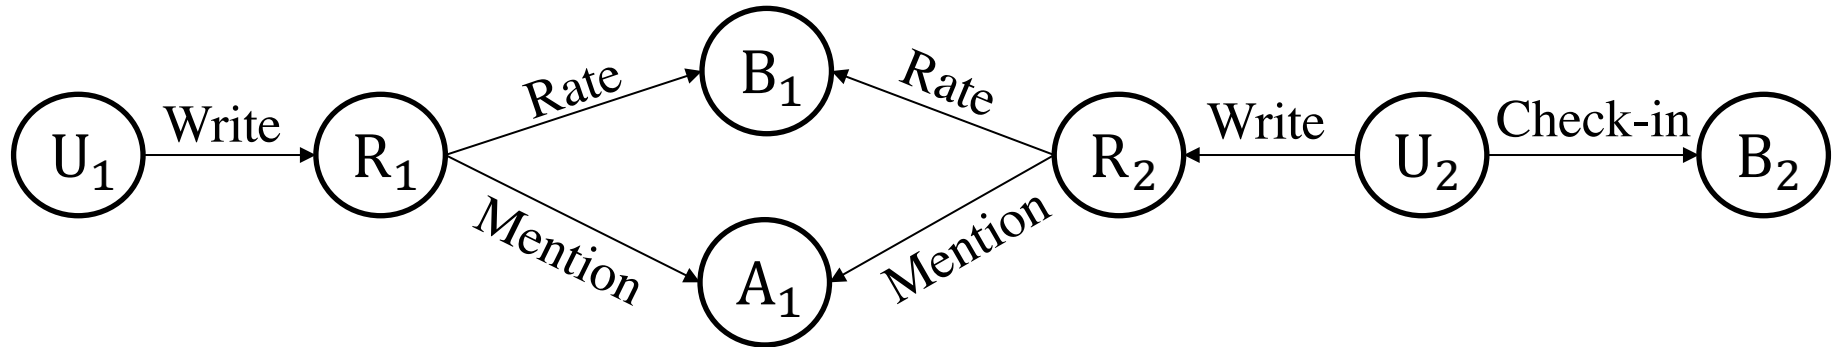 U₁
Write
R₁
Rate
Mention
B₁
A₁
Rate
Mention
R₂
Write
U₂
Check-in
B₂